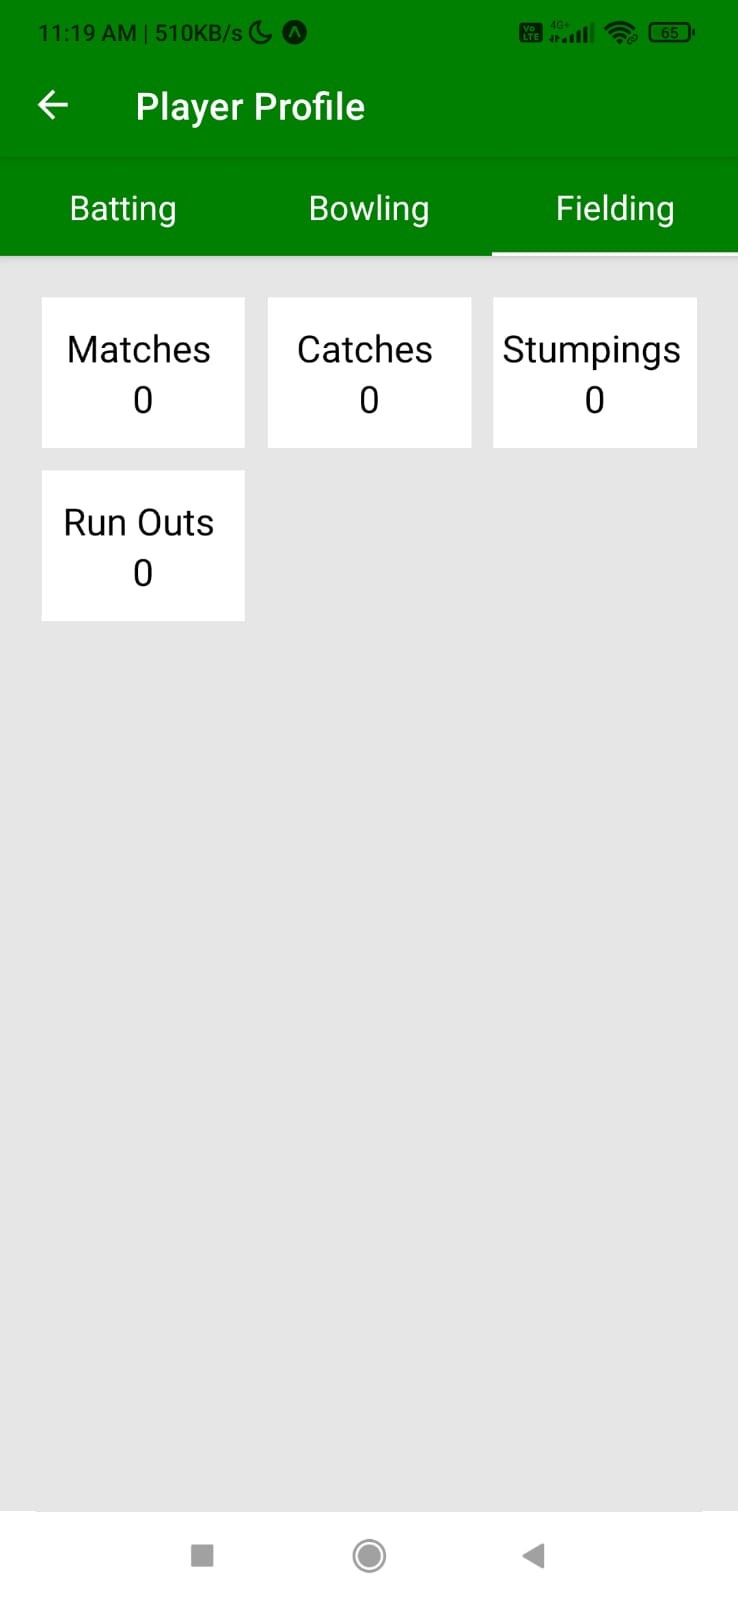 11:19 AM | 510KB/s Vo LTE 4G+ 65
Player Profile
Batting Bowling Fielding
Matches Catches Stumpings
0 0 0
Run Outs
0